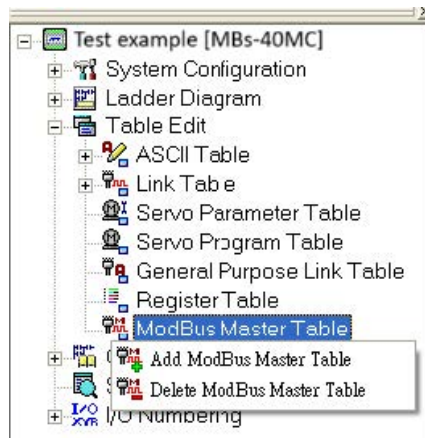 Test example [MBs-40MC]
System Configuration
Ladder Diagram
Table Edit
ASCII Table
Link Table
Servo Parameter Table
Servo Program Table
General Purpose Link Table
Register Table
ModBus Master Table
Add ModBus Master Table
Delete ModBus Master Table
I/O Numbering